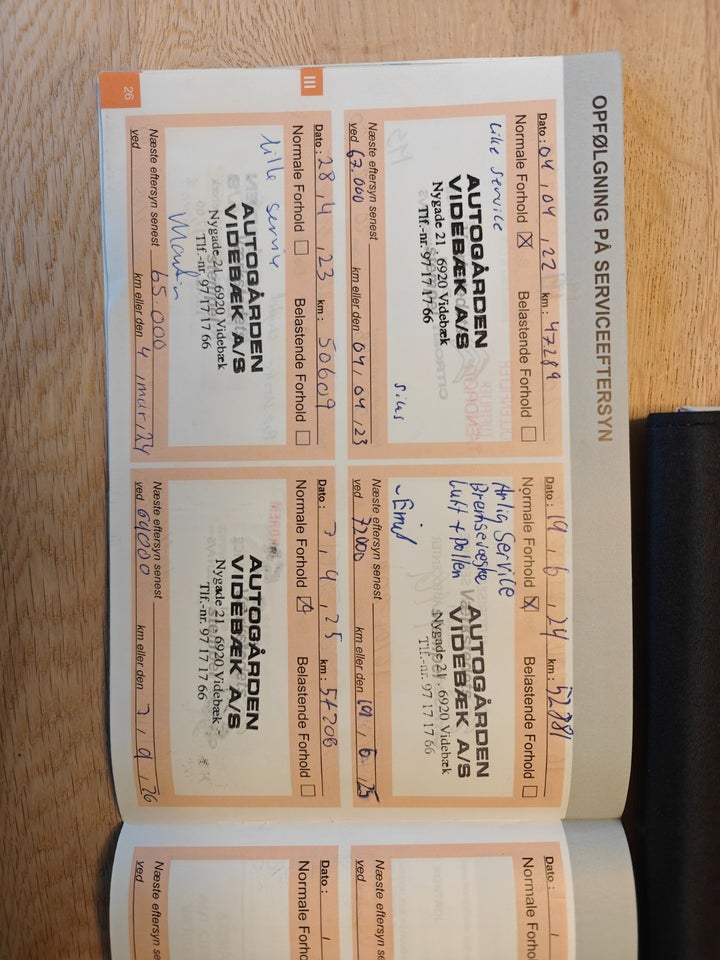 OPFØLGNING PÅ SERVICEEFTERSYN
Dato : 04 / 04 / 22 km : 47289
Normale Forhold ☒ Belastende Forhold ☐
Lille service
AUTOGÅRDEN
VIDEBÆK A/S
Nygade 21 . 6920 Videbæk
Tlf.-nr. 97 17 17 66
Næste eftersyn senest
ved 67.000 km eller den 04 / 04 / 23
Dato : 19 / 6 / 24 km : 52881
Normale Forhold ☒ Belastende Forhold ☐
Årlig Service
Bremsevæske
Luft + pollen
AUTOGÅRDEN
VIDEBÆK A/S
Nygade 21 . 6920 Videbæk
Tlf.-nr. 97 17 17 66
~Emil
Næste eftersyn senest
ved 72000 km eller den 19 / 6 / 25
III
Dato : 28 / 4 / 23 km : 50609
Normale Forhold ☐ Belastende Forhold ☐
lille service
AUTOGÅRDEN
VIDEBÆK A/S
Nygade 21 . 6920 Videbæk
Tlf.-nr. 97 17 17 66
Martin
Næste eftersyn senest
ved 65.000 km eller den 4 / mar / 24
Dato : 7 / 4 / 25 km : 54208
Normale Forhold ☒ Belastende Forhold ☐
AUTOGÅRDEN
VIDEBÆK A/S
Nygade 21 . 6920 Videbæk
Tlf.-nr. 97 17 17 66
Næste eftersyn senest
ved 64000 km eller den 7 / 9 / 26
26
Dato : /
Normale Forho
Næste eftersyn se
ved
Dato : /
Normale Forho
Næste eftersyn se
ved